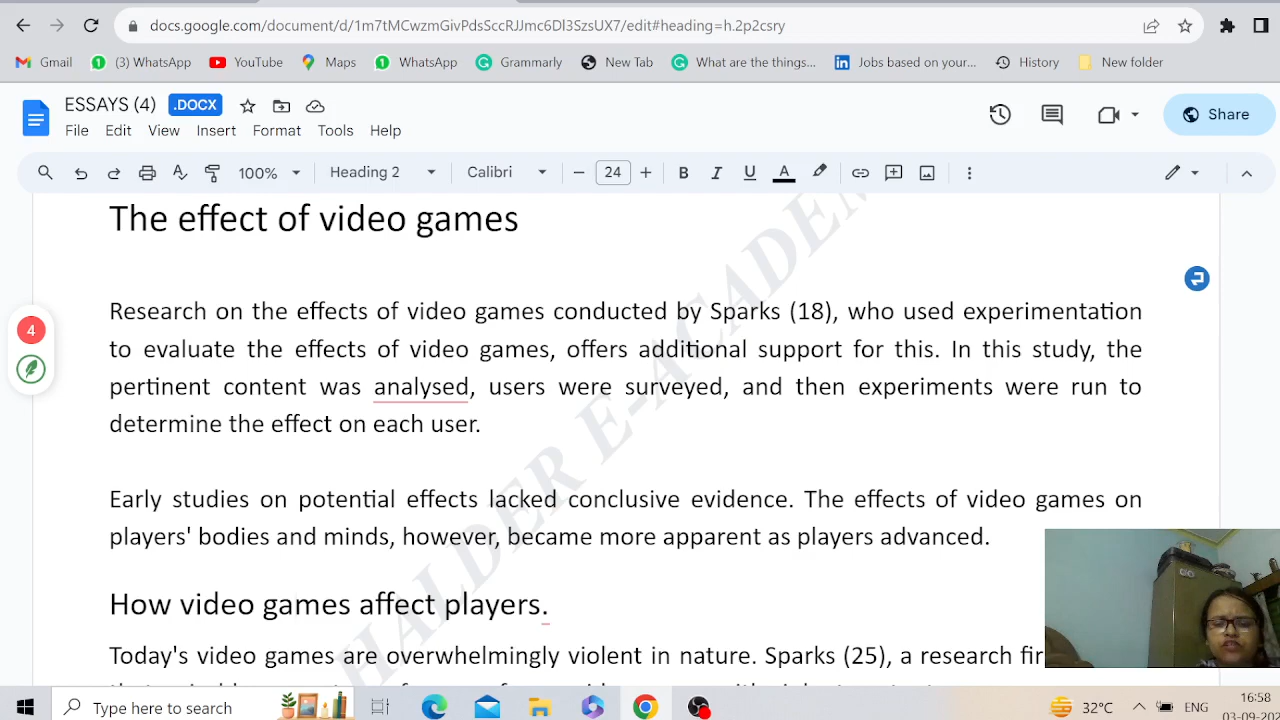 docs.google.com/document/d/1m7tMCwzmGivPdsSccRJJmc6Dl3SzsUX7/edit#heading=h.2p2csry
Gmail (3) WhatsApp YouTube Maps WhatsApp Grammarly New Tab What are the things... Jobs based on your... History New folder
ESSAYS (4) .DOCX
File Edit View Insert Format Tools Help
Share
100% Heading 2 Calibri 24 B I U A
The effect of video games
Research on the effects of video games conducted by Sparks (18), who used experimentation
to evaluate the effects of video games, offers additional support for this. In this study, the
pertinent content was analysed, users were surveyed, and then experiments were run to
determine the effect on each user.
4
Early studies on potential effects lacked conclusive evidence. The effects of video games on
players' bodies and minds, however, became more apparent as players advanced.
How video games affect players.
Today's video games are overwhelmingly violent in nature. Sparks (25), a research
HALDER E-ACADEM
Type here to search
32°C ENG 16:58